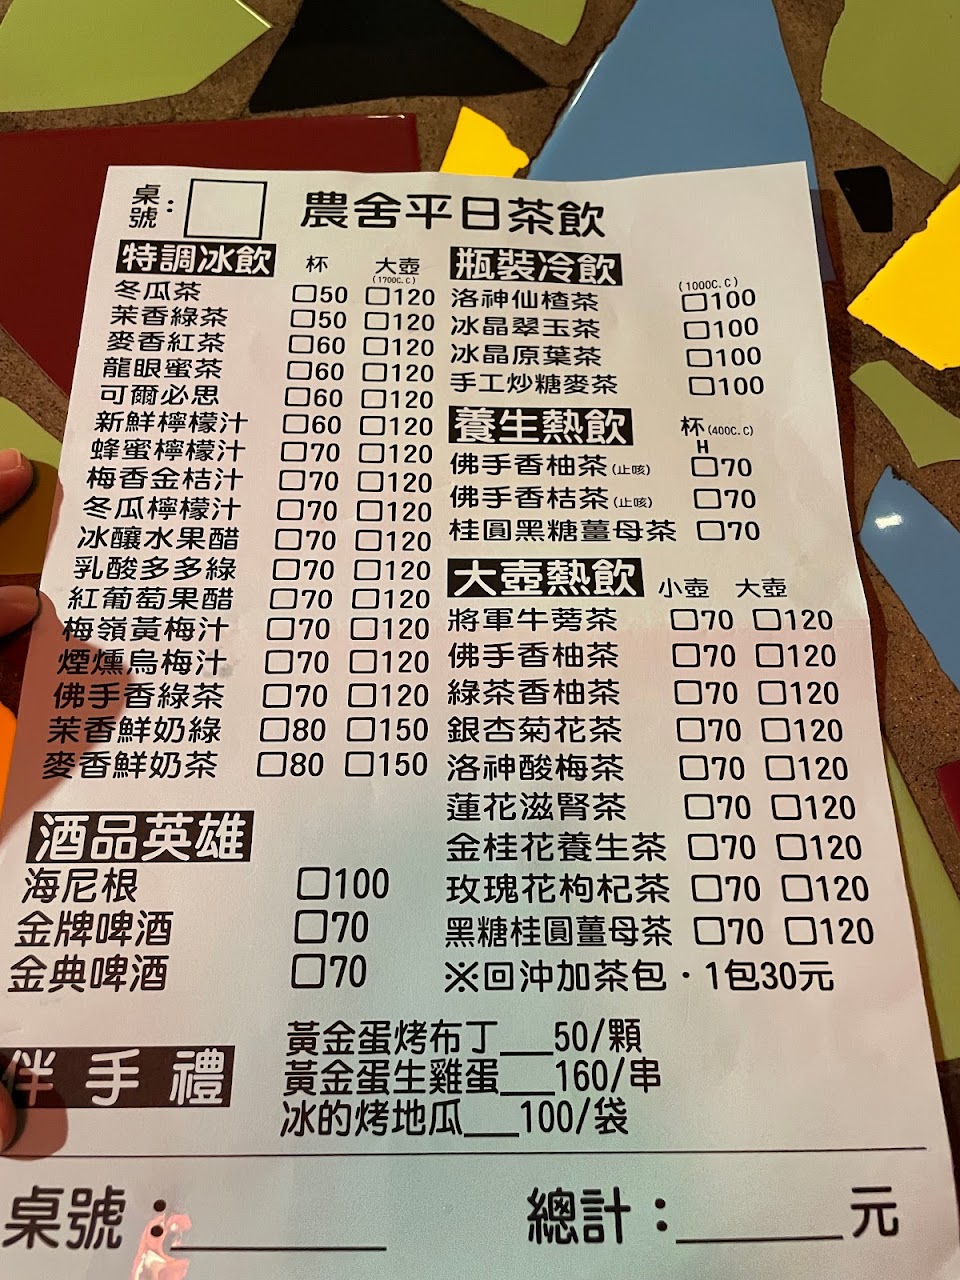 桌號：
農舍平日茶飲
特調冰飲 杯 大壺
(1700C.C)
冬瓜茶 □50 □120
茉香綠茶 □50 □120
麥香紅茶 □60 □120
龍眼蜜茶 □60 □120
可爾必思 □60 □120
新鮮檸檬汁 □60 □120
蜂蜜檸檬汁 □70 □120
梅香金桔汁 □70 □120
冬瓜檸檬汁 □70 □120
冰釀水果醋 □70 □120
乳酸多多綠 □70 □120
紅葡萄果醋 □70 □120
梅嶺黃梅汁 □70 □120
煙燻烏梅汁 □70 □120
佛手香綠茶 □70 □120
茉香鮮奶綠 □80 □150
麥香鮮奶茶 □80 □150
酒品英雄
海尼根 □100
金牌啤酒 □70
金典啤酒 □70
瓶裝冷飲 (1000C.C)
洛神仙楂茶 □100
冰晶翠玉茶 □100
冰晶原葉茶 □100
手工炒糖麥茶 □100
養生熱飲 杯(400C.C)
H
佛手香柚茶(止咳) □70
佛手香桔茶(止咳) □70
桂圓黑糖薑母茶 □70
大壺熱飲 小壺 大壺
將軍牛蒡茶 □70 □120
佛手香柚茶 □70 □120
綠茶香柚茶 □70 □120
銀杏菊花茶 □70 □120
洛神酸梅茶 □70 □120
蓮花滋腎茶 □70 □120
金桂花養生茶 □70 □120
玫瑰花枸杞茶 □70 □120
黑糖桂圓薑母茶 □70 □120
※回沖加茶包・1包30元
伴手禮
黃金蛋烤布丁___50/顆
黃金蛋生雞蛋___160/串
冰的烤地瓜___100/袋
桌號：__________ 總計：________元